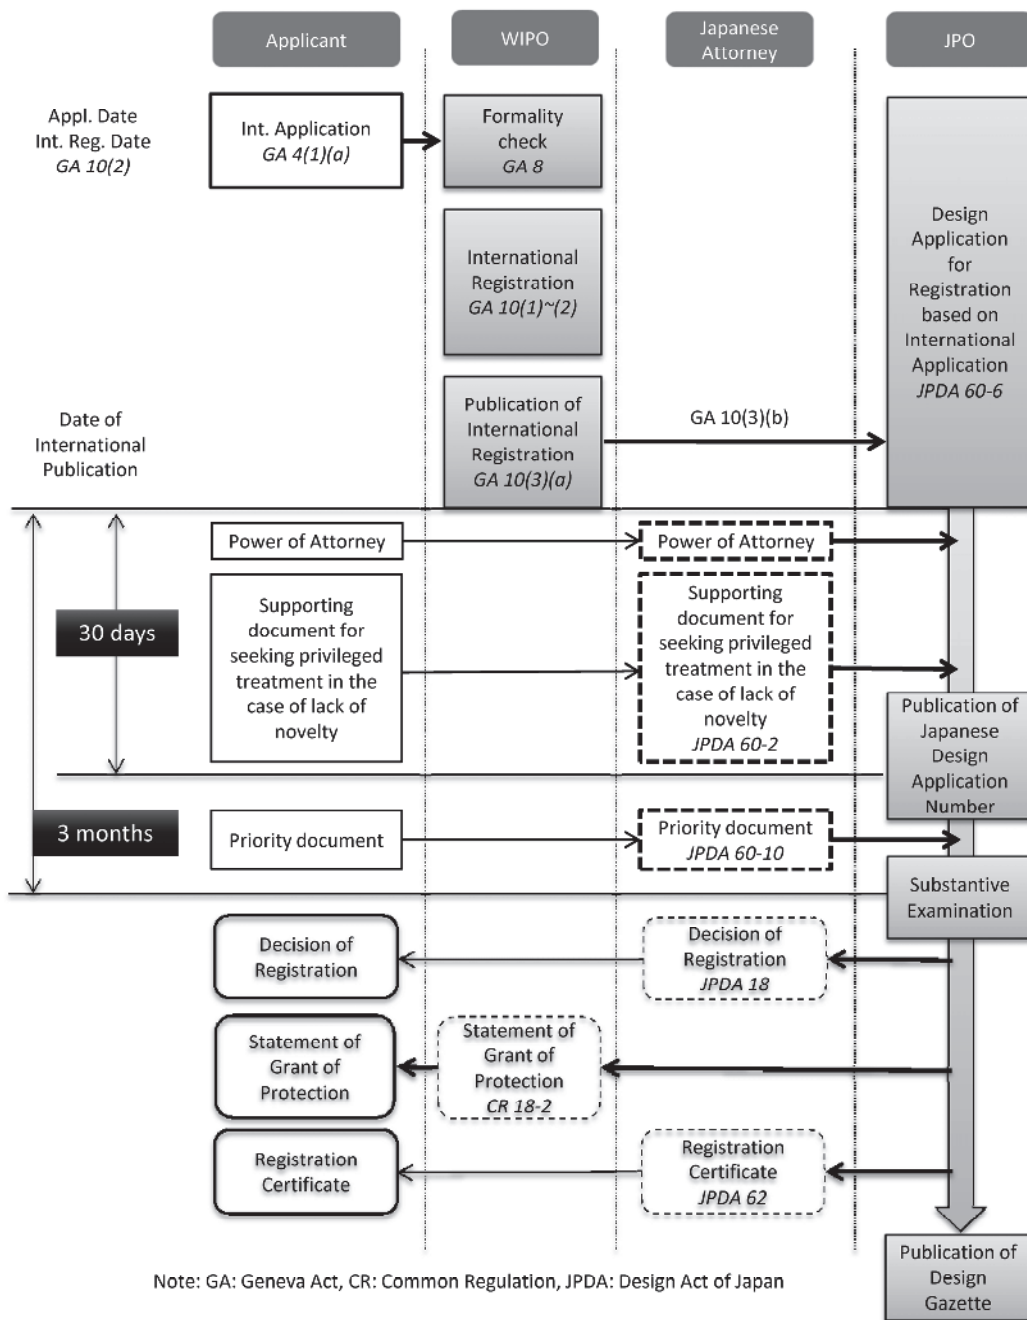 Applicant
WIPO
Japanese
Attorney
JPO
Appl. Date
Int. Reg. Date
GA 10(2)
Int. Application
GA 4(1)(a)
Formality
check
GA 8
International
Registration
GA 10(1)~(2)
Design
Application
for
Registration
based on
International
Application
JPDA 60-6
Date of
International
Publication
Publication of
International
Registration
GA 10(3)(a)
GA 10(3)(b)
Power of Attorney
Power of Attorney
30 days
Supporting
document for
seeking privileged
treatment in the
case of lack of
novelty
Supporting
document for
seeking privileged
treatment in the
case of lack of
novelty
JPDA 60-2
Publication of
Japanese
Design
Application
Number
3 months
Priority document
Priority document
JPDA 60-10
Substantive
Examination
Decision of
Registration
Decision of
Registration
JPDA 18
Statement of
Grant of
Protection
Statement of
Grant of
Protection
CR 18-2
Registration
Certificate
Registration
Certificate
JPDA 62
Publication of
Design
Gazette
Note: GA: Geneva Act, CR: Common Regulation, JPDA: Design Act of Japan